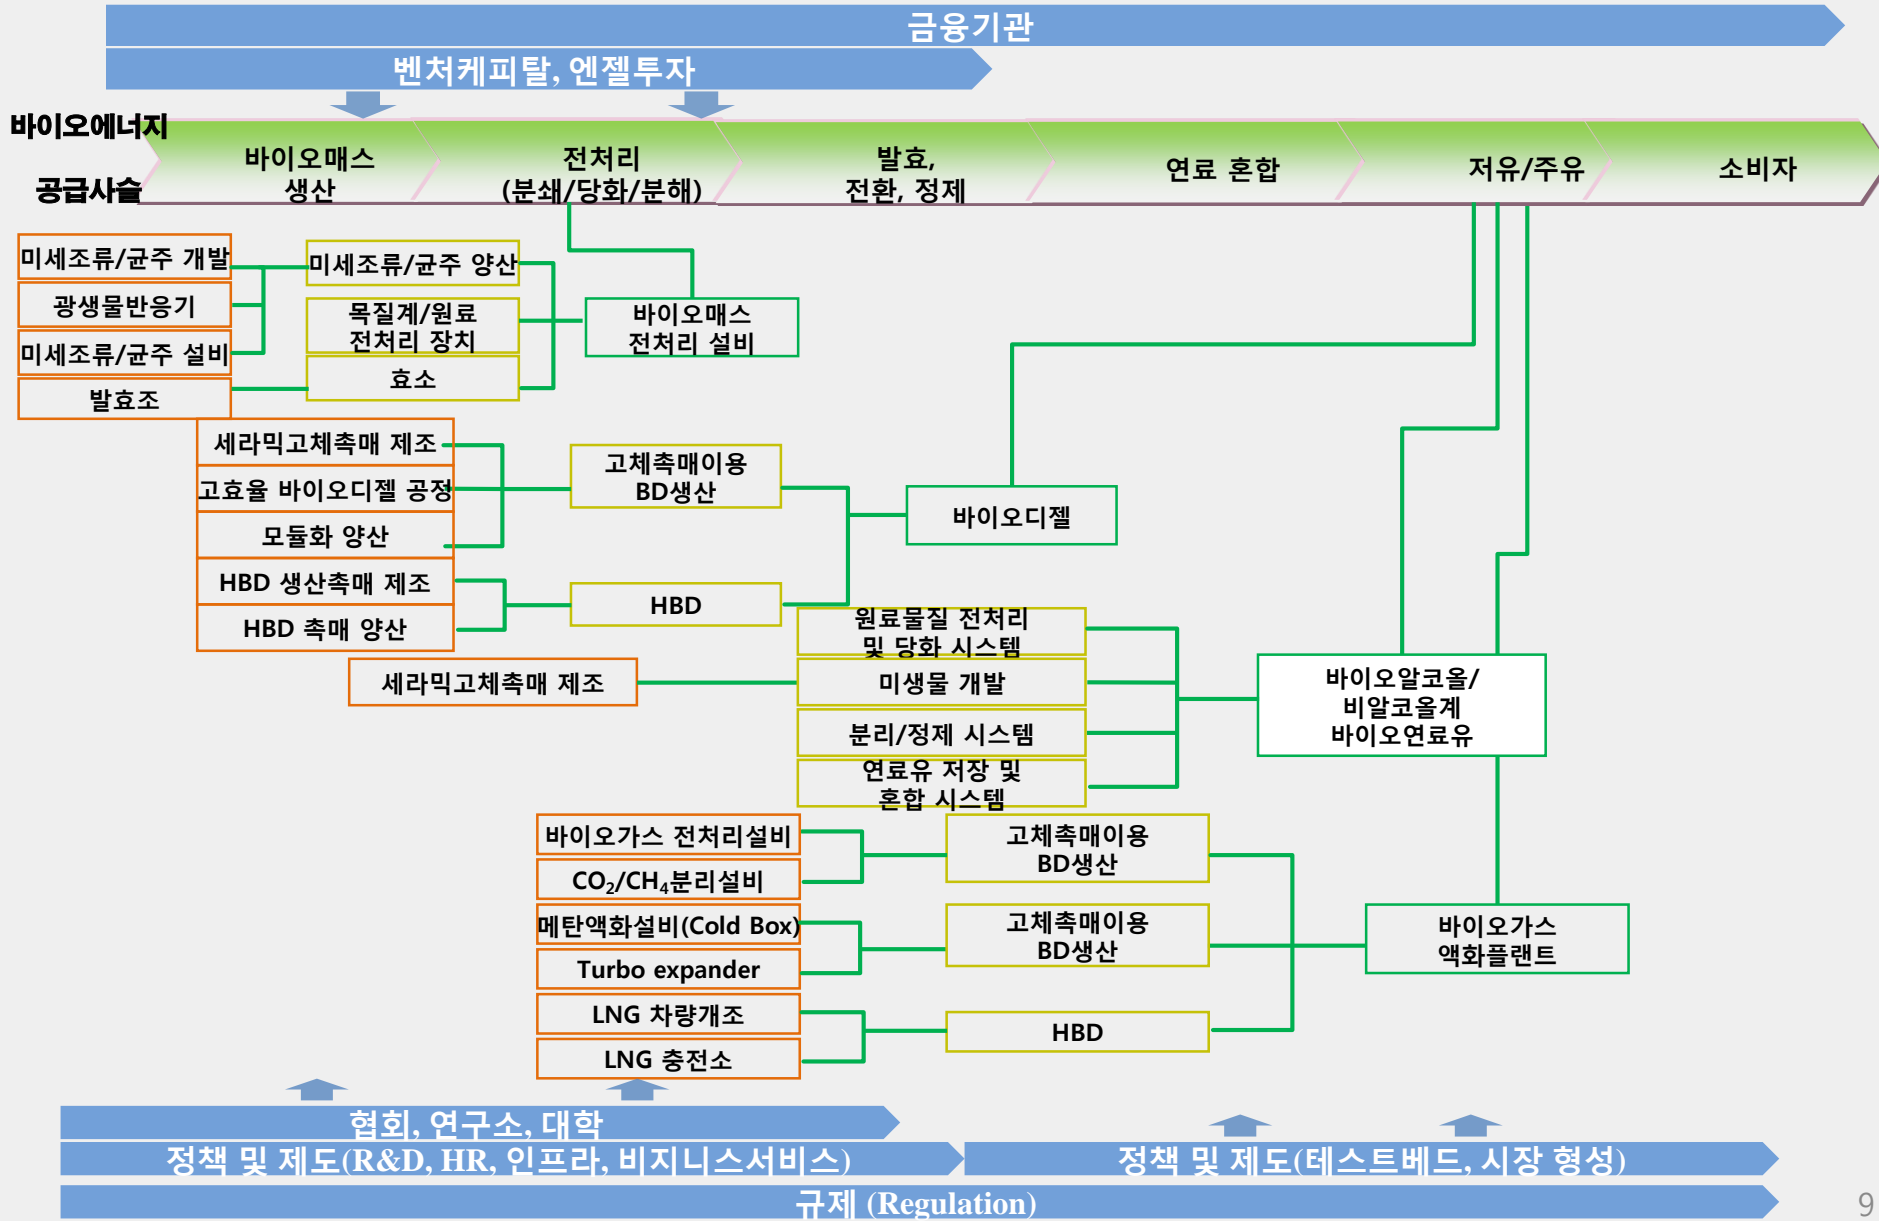 금융기관
벤처케피탈, 엔젤투자
바이오에너지
공급사슬
바이오매스
생산
전처리
(분쇄/당화/분해)
발효,
전환, 정제
연료 혼합
저유/주유
소비자
미세조류/균주 개발
광생물반응기
미세조류/균주 설비
발효조
미세조류/균주 양산
목질계/원료
전처리 장치
효소
바이오매스
전처리 설비
세라믹고체촉매 제조
고효율 바이오디젤 공정
모듈화 양산
HBD 생산촉매 제조
HBD 촉매 양산
고체촉매이용
BD생산
HBD
바이오디젤
세라믹고체촉매 제조
원료물질 전처리
및 당화 시스템
미생물 개발
분리/정제 시스템
연료유 저장 및
혼합 시스템
바이오알코올/
비알코올계
바이오연료유
바이오가스 전처리설비
CO₂/CH₄분리설비
메탄액화설비(Cold Box)
Turbo expander
LNG 차량개조
LNG 충전소
고체촉매이용
BD생산
고체촉매이용
BD생산
HBD
바이오가스
액화플랜트
협회, 연구소, 대학
정책 및 제도(R&D, HR, 인프라, 비지니스서비스)
정책 및 제도(테스트베드, 시장 형성)
규제 (Regulation)
9